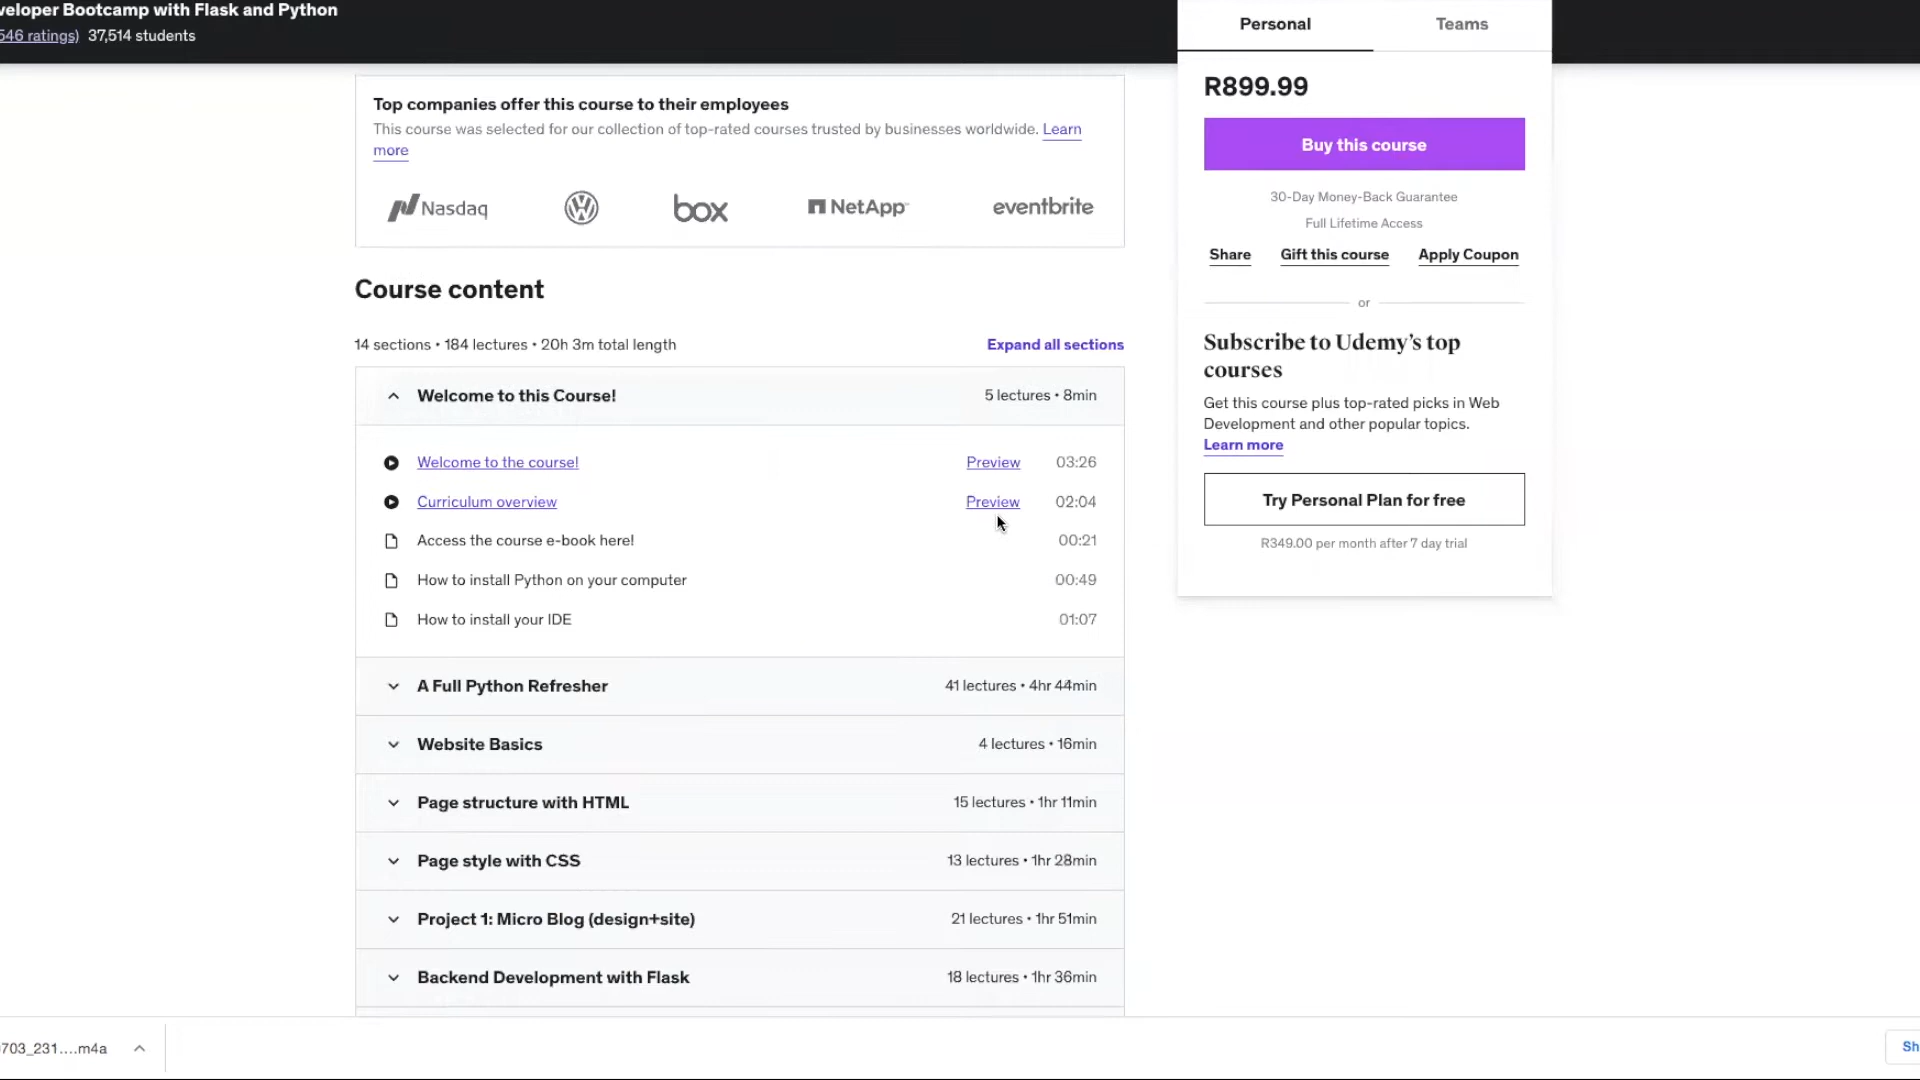 veloper Bootcamp with Flask and Python
546 ratings) 37,514 students
Top companies offer this course to their employees
This course was selected for our collection of top-rated courses trusted by businesses worldwide. Learn
more
Nasdaq
box
NetApp
eventbrite
Course content
14 sections • 184 lectures • 20h 3m total length
Expand all sections
Welcome to this Course!
5 lectures • 8min
Welcome to the course!
Preview
03:26
Curriculum overview
Preview
02:04
Access the course e-book here!
00:21
How to install Python on your computer
00:49
How to install your IDE
01:07
A Full Python Refresher
41 lectures • 4hr 44min
Website Basics
4 lectures • 16min
Page structure with HTML
15 lectures • 1hr 11min
Page style with CSS
13 lectures • 1hr 28min
Project 1: Micro Blog (design+site)
21 lectures • 1hr 51min
Backend Development with Flask
18 lectures • 1hr 36min
Personal
Teams
R899.99
Buy this course
30-Day Money-Back Guarantee
Full Lifetime Access
Share
Gift this course
Apply Coupon
or
Subscribe to Udemy's top
courses
Get this course plus top-rated picks in Web
Development and other popular topics.
Learn more
Try Personal Plan for free
R349.00 per month after 7 day trial
703_231....m4a
Sh